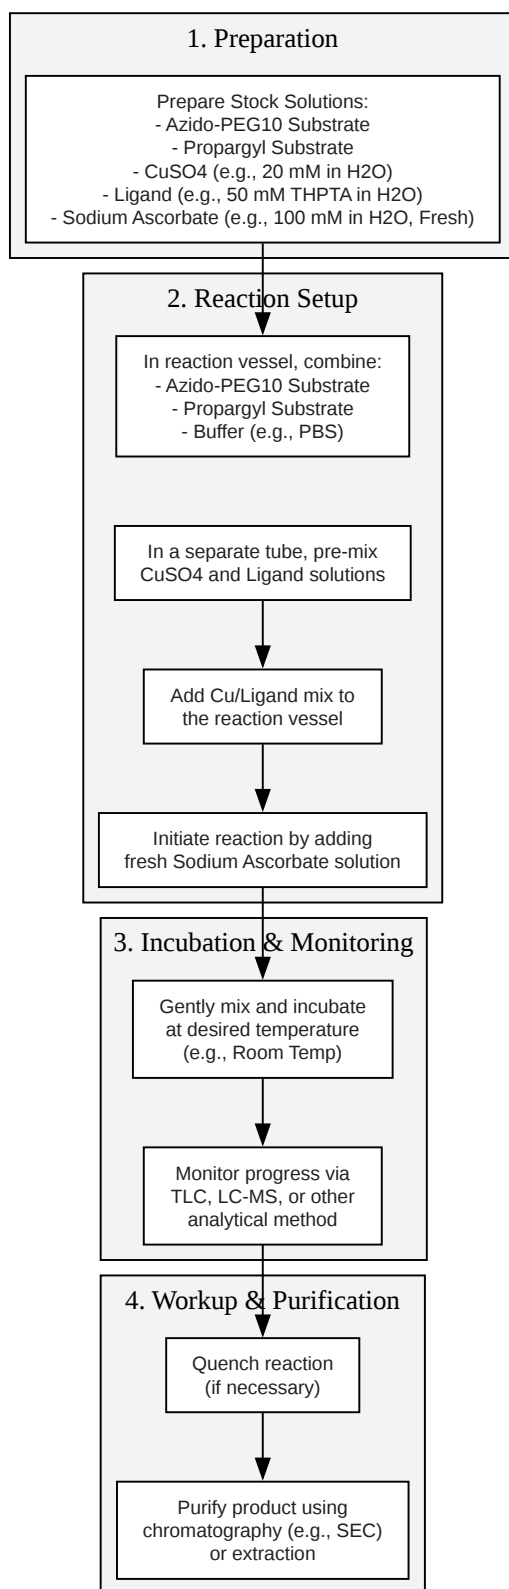 1. Preparation
Prepare Stock Solutions:
- Azido-PEG10 Substrate
- Propargyl Substrate
- CuSO4 (e.g., 20 mM in H2O)
- Ligand (e.g., 50 mM THPTA in H2O)
- Sodium Ascorbate (e.g., 100 mM in H2O, Fresh)
2. Reaction Setup
In reaction vessel, combine:
- Azido-PEG10 Substrate
- Propargyl Substrate
- Buffer (e.g., PBS)
In a separate tube, pre-mix
CuSO4 and Ligand solutions
Add Cu/Ligand mix to
the reaction vessel
Initiate reaction by adding
fresh Sodium Ascorbate solution
3. Incubation & Monitoring
Gently mix and incubate
at desired temperature
(e.g., Room Temp)
Monitor progress via
TLC, LC-MS, or other
analytical method
4. Workup & Purification
Quench reaction
(if necessary)
Purify product using
chromatography (e.g., SEC)
or extraction